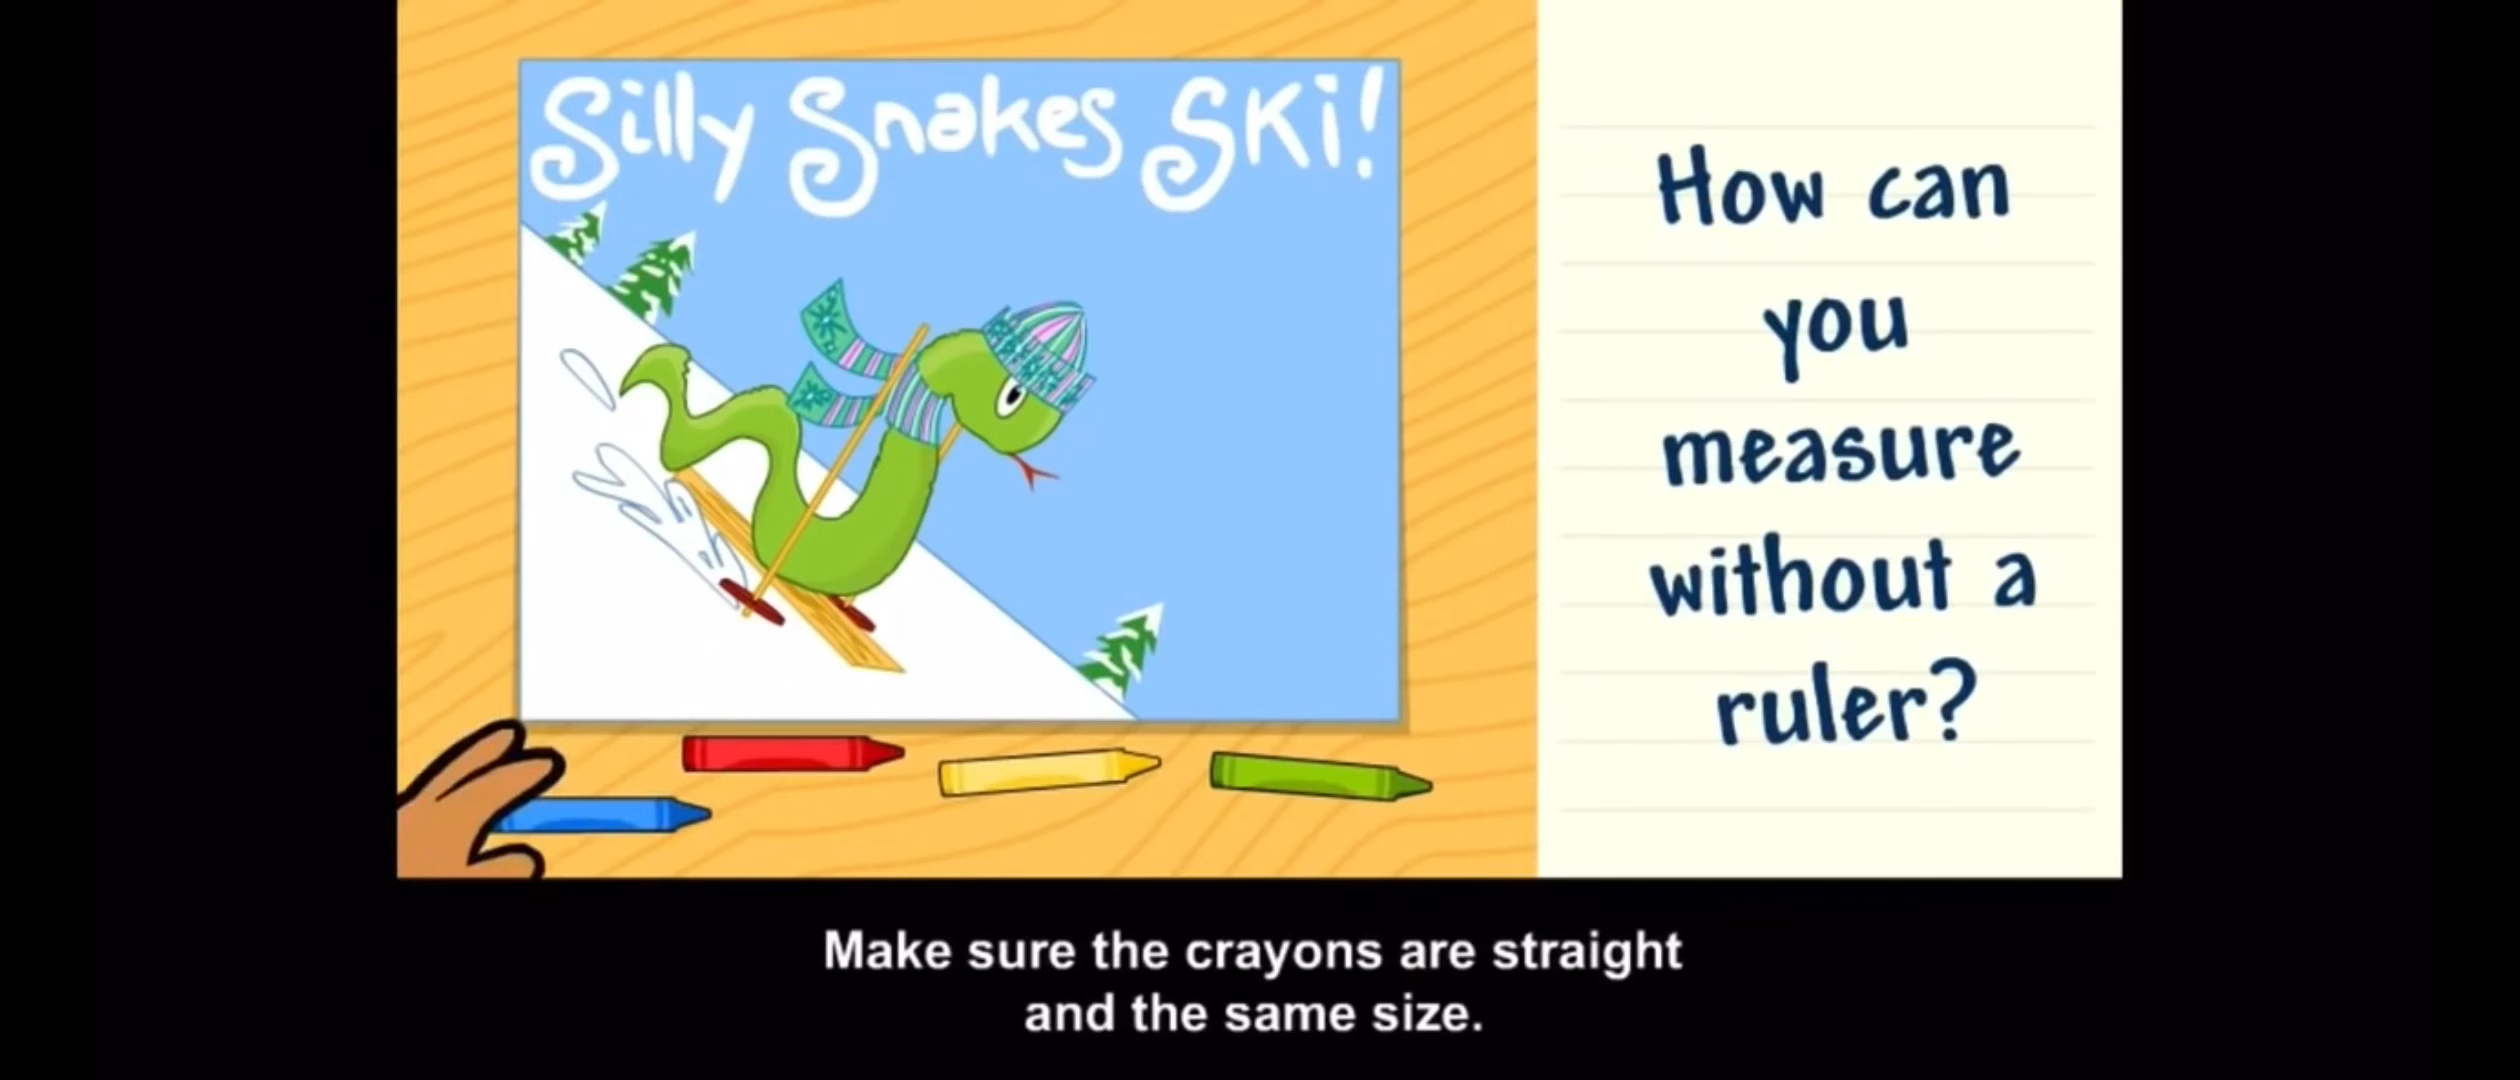 Silly Snakes Ski!
How can
you
measure
without a
ruler?
Make sure the crayons are straight
and the same size.